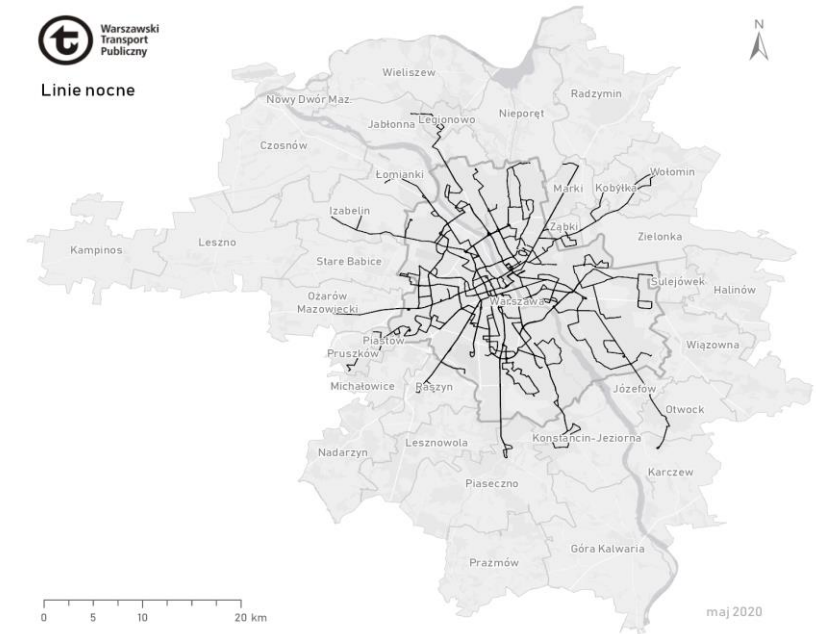 Warszawski
Transport
Publiczny
Linie nocne
N
Wieliszew
Nowy Dwór Maz.
Radzymin
Nieporęt
Jabłonna
Legionowo
Czosnów
Łomianki
Wołomin
Marki
Kobyłka
Izabelin
Ząbki
Kampinos
Leszno
Zielonka
Stare Babice
Sulejówek
Halinów
Ożarów
Mazowiecki
Warszawa
Piastów
Pruszków
Wiązowna
Michałowice
Raszyn
Józefów
Otwock
Konstancin-Jeziorna
Lesznowola
Nadarzyn
Karczew
Piaseczno
Góra Kalwaria
Prazmów
0 5 10 20 km
maj 2020